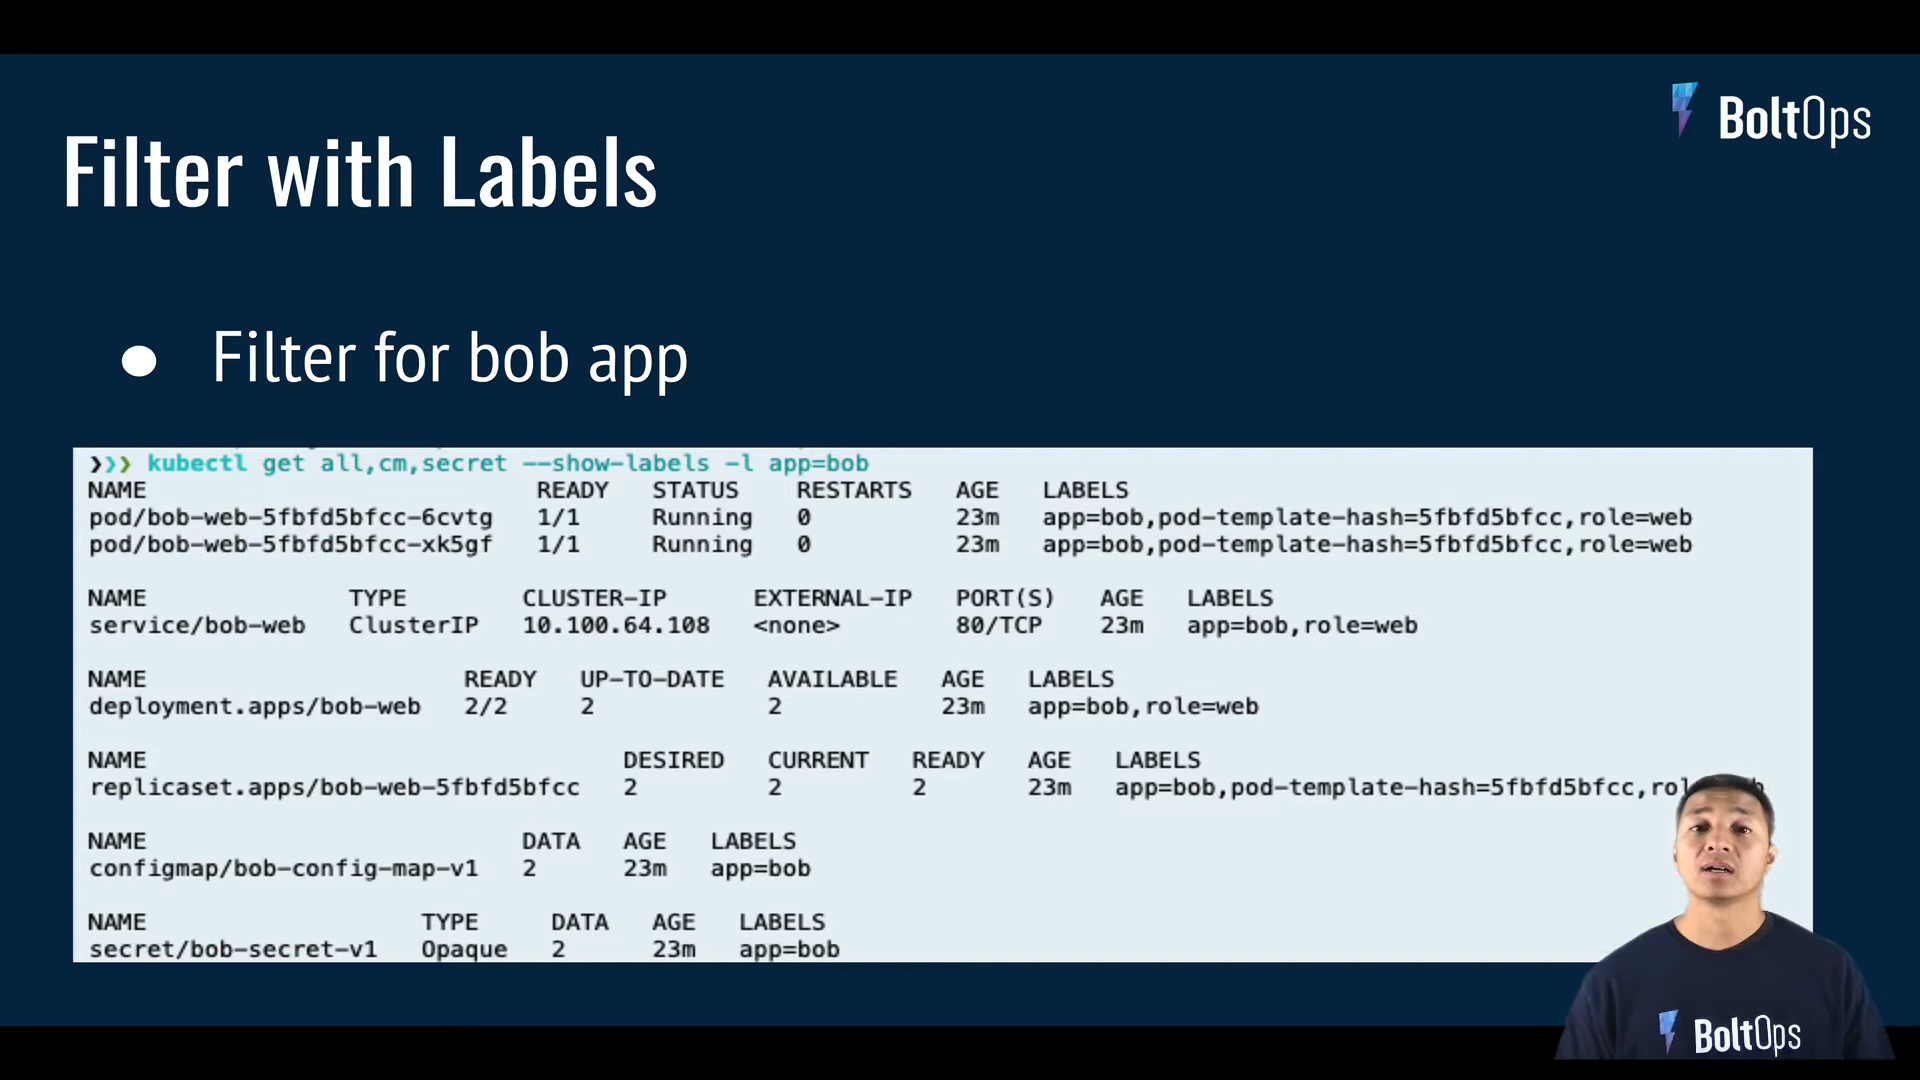 BoltOps
Filter with Labels
● Filter for bob app
❯❯❯ kubectl get all,cm,secret --show-labels -l app=bob
NAME READY STATUS RESTARTS AGE LABELS
pod/bob-web-5fbfd5bfcc-6cvtg 1/1 Running 0 23m app=bob,pod-template-hash=5fbfd5bfcc,role=web
pod/bob-web-5fbfd5bfcc-xk5gf 1/1 Running 0 23m app=bob,pod-template-hash=5fbfd5bfcc,role=web
NAME TYPE CLUSTER-IP EXTERNAL-IP PORT(S) AGE LABELS
service/bob-web ClusterIP 10.100.64.108 <none> 80/TCP 23m app=bob,role=web
NAME READY UP-TO-DATE AVAILABLE AGE LABELS
deployment.apps/bob-web 2/2 2 2 23m app=bob,role=web
NAME DESIRED CURRENT READY AGE LABELS
replicaset.apps/bob-web-5fbfd5bfcc 2 2 2 23m app=bob,pod-template-hash=5fbfd5bfcc,rol
NAME DATA AGE LABELS
configmap/bob-config-map-v1 2 23m app=bob
NAME TYPE DATA AGE LABELS
secret/bob-secret-v1 Opaque 2 23m app=bob
BoltOps